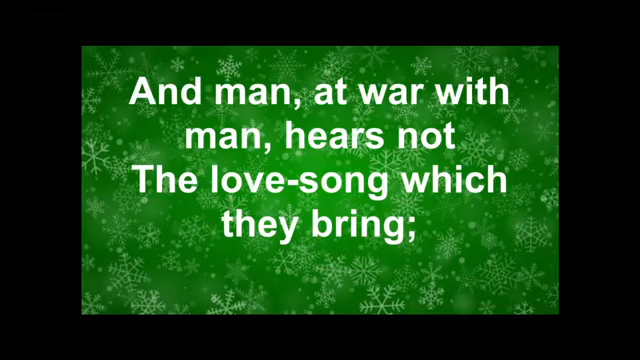 And man, at war with
man, hears not
The love-song which
they bring;